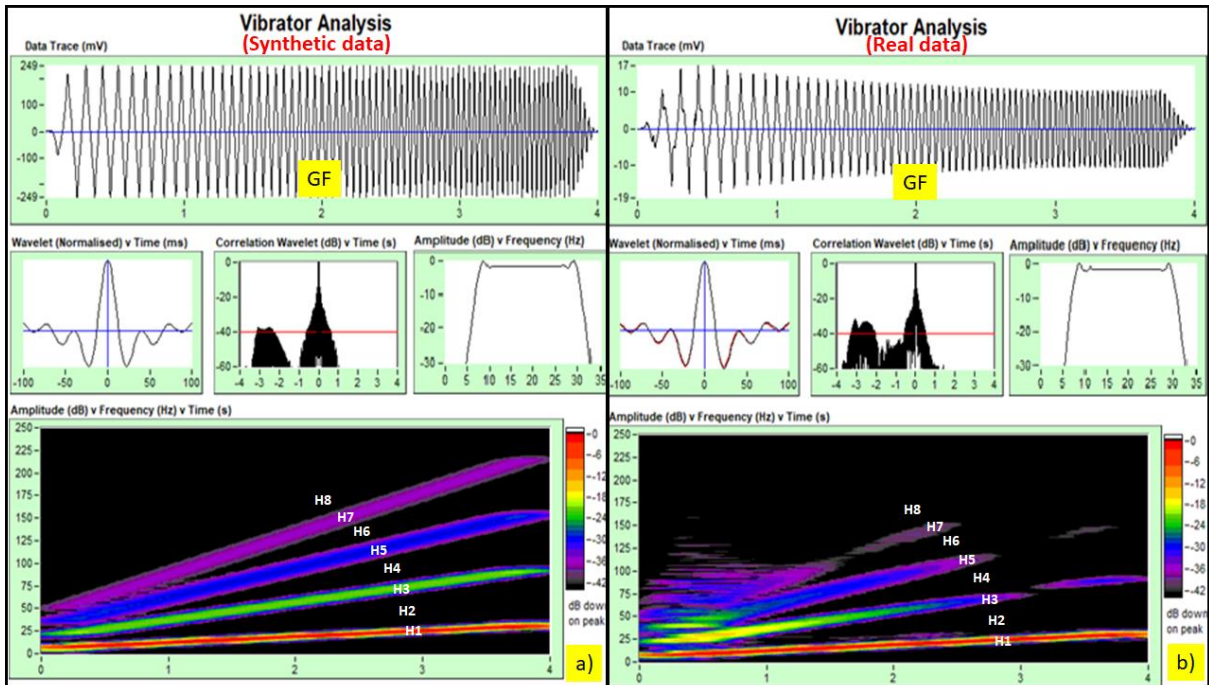 Vibrator Analysis
(Synthetic data)
Data Trace (mV)
249
100
0
-100
-249
GF
0 1 2 3 4
Wavelet (Normalised) v Time (ms)
-100 -50 0 50 100
Correlation Wavelet (dB) v Time (s)
0
-20
-40
-60
-4 -3 -2 -1 0 1 2 3 4
Amplitude (dB) v Frequency (Hz)
0
-10
-20
-30
0 5 10 15 20 25 30 35
Amplitude (dB) v Frequency (Hz) v Time (s)
250
225
200
175
150
125
100
75
50
25
0
H8
H7
H6
H5
H4
H3
H2
H1
0 1 2 3 4
-0
-6
-12
-18
-24
-30
-36
-42
dB down
on peak
a)
Vibrator Analysis
(Real data)
Data Trace (mV)
17
10
0
-10
-19
GF
0 1 2 3 4
Wavelet (Normalised) v Time (ms)
-100 -50 0 50 100
Correlation Wavelet (dB) v Time (s)
0
-20
-40
-60
-4 -3 -2 -1 0 1 2 3 4
Amplitude (dB) v Frequency (Hz)
0
-10
-20
-30
0 5 10 15 20 25 30 35
Amplitude (dB) v Frequency (Hz) v Time (s)
250
225
200
175
150
125
100
75
50
25
0
H8
H7
H6
H5
H4
H3
H2
H1
0 1 2 3 4
-0
-6
-12
-18
-24
-30
-36
-42
dB down
on peak
b)